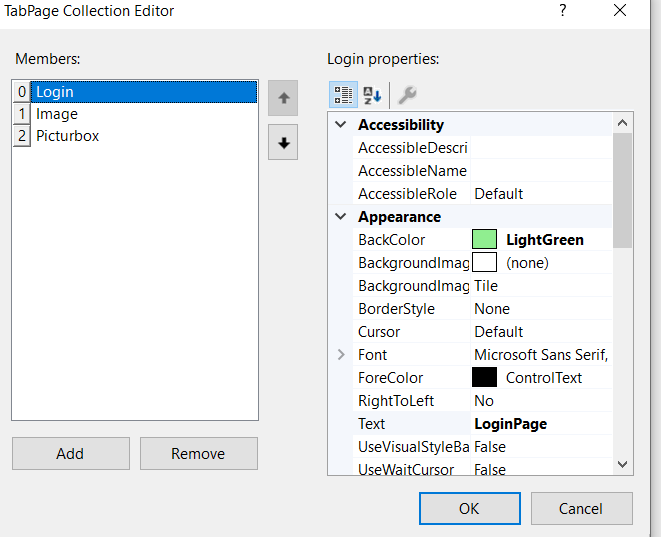 TabPage Collection Editor ?
Members:
0 Login
1 Image
2 Picturbox
Add Remove
Login properties:
A Z
Accessibility
AccessibleDescri
AccessibleName
AccessibleRole Default
Appearance
BackColor LightGreen
BackgroundImag (none)
BackgroundImag Tile
BorderStyle None
Cursor Default
Font Microsoft Sans Serif,
ForeColor ControlText
RightToLeft No
Text LoginPage
UseVisualStyleBa False
UseWaitCursor False
OK Cancel